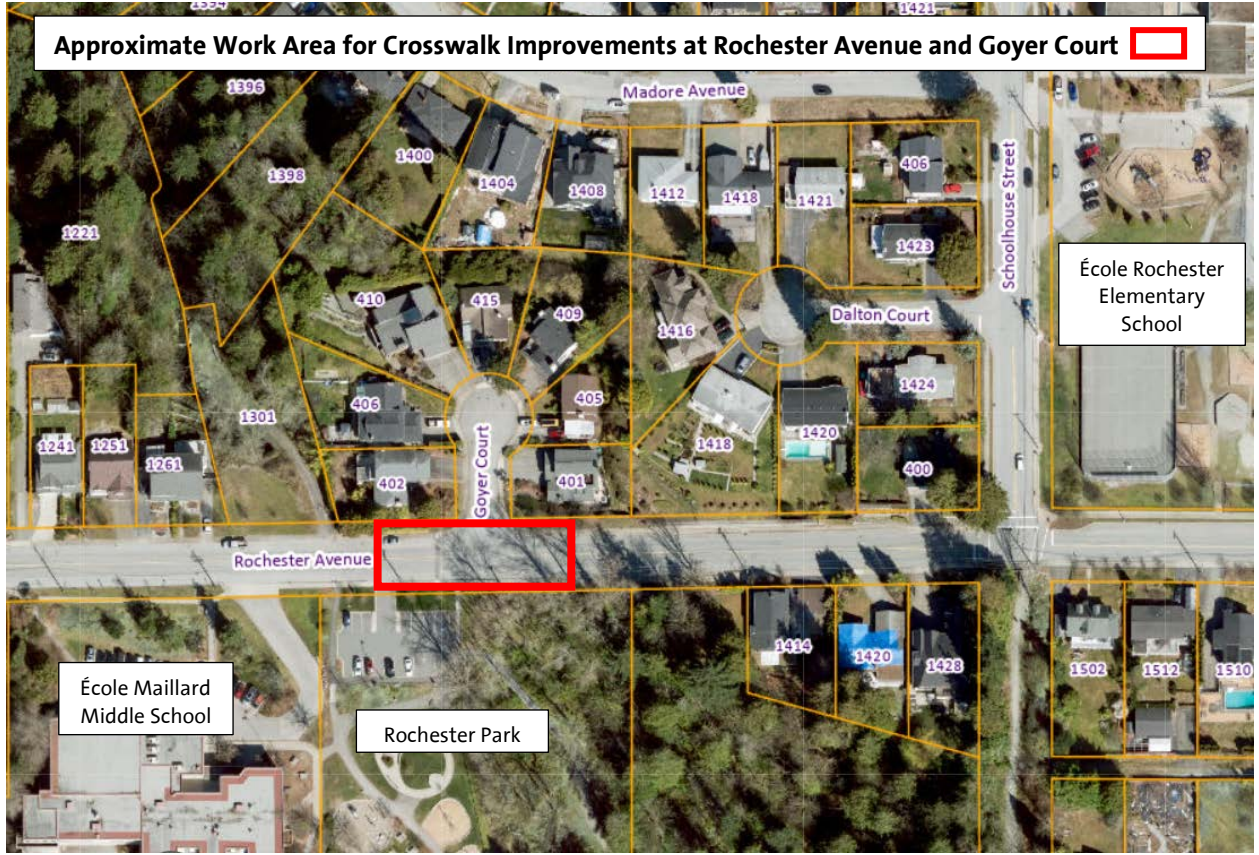 1394
1421
Approximate Work Area for Crosswalk Improvements at Rochester Avenue and Goyer Court
1396
Madore Avenue
1400
1398
1404
1408
1412
1418
1421
406
1221
1423
Schoolhouse Street
École Rochester
Elementary
School
410
415
409
1416
Dalton Court
406
405
1424
1301
1241
1251
1261
1418
1420
402
Goyer Court
401
400
Rochester Avenue
1414
1420
1428
1502
1512
1510
École Maillard
Middle School
Rochester Park